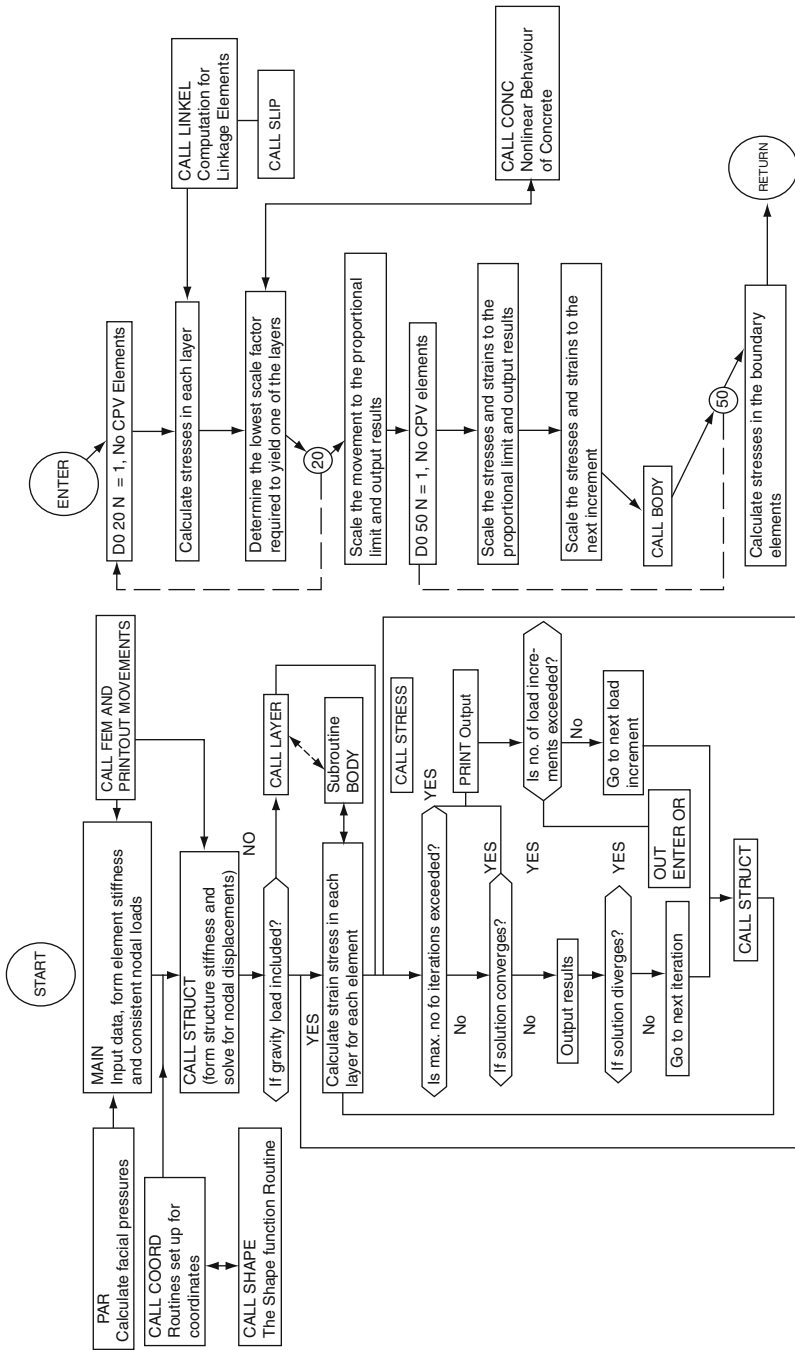 START
PAR
Calculate facial pressures
MAIN
Input data, form element stiffness
and consistent nodal loads
CALL FEM AND
PRINTOUT MOVEMENTS
CALL COORD
Routines set up for
coordinates
CALL SHAPE
The Shape function Routine
CALL STRUCT
(form structure stiffness and
solve for nodal displacements)
If gravity load included?
NO
CALL LAYER
YES
Calculate strain stress in each
layer for each element
Subroutine
BODY
CALL STRESS
Is max. no fo iterations exceeded?
YES
PRINT Output
No
If solution converges?
YES
Is no. of load incre-
ments exceeded?
YES
No
No
Output results
Go to next load
increment
If solution diverges?
YES
OUT
ENTER OR
No
Go to next iteration
CALL STRUCT
ENTER
D0 20 N = 1, No CPV Elements
CALL LINKEL
Computation for
Linkage Elements
CALL SLIP
Calculate stresses in each layer
Determine the lowest scale factor
required to yield one of the layers
CALL CONC
Nonlinear Behaviour
of Concrete
20
Scale the movement to the proportional
limit and output results
D0 50 N = 1, No CPV elements
Scale the stresses and strains to the
proportional limit and output results
Scale the stresses and strains to the
next increment
CALL BODY
50
Calculate stresses in the boundary
elements
RETURN